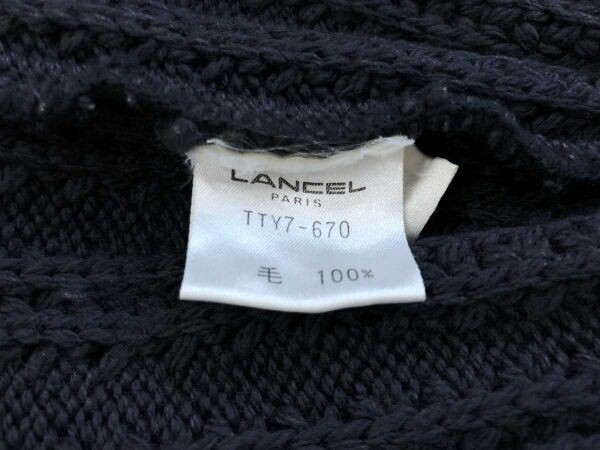 LANCEL
PARIS
TTY7-670
毛 100%